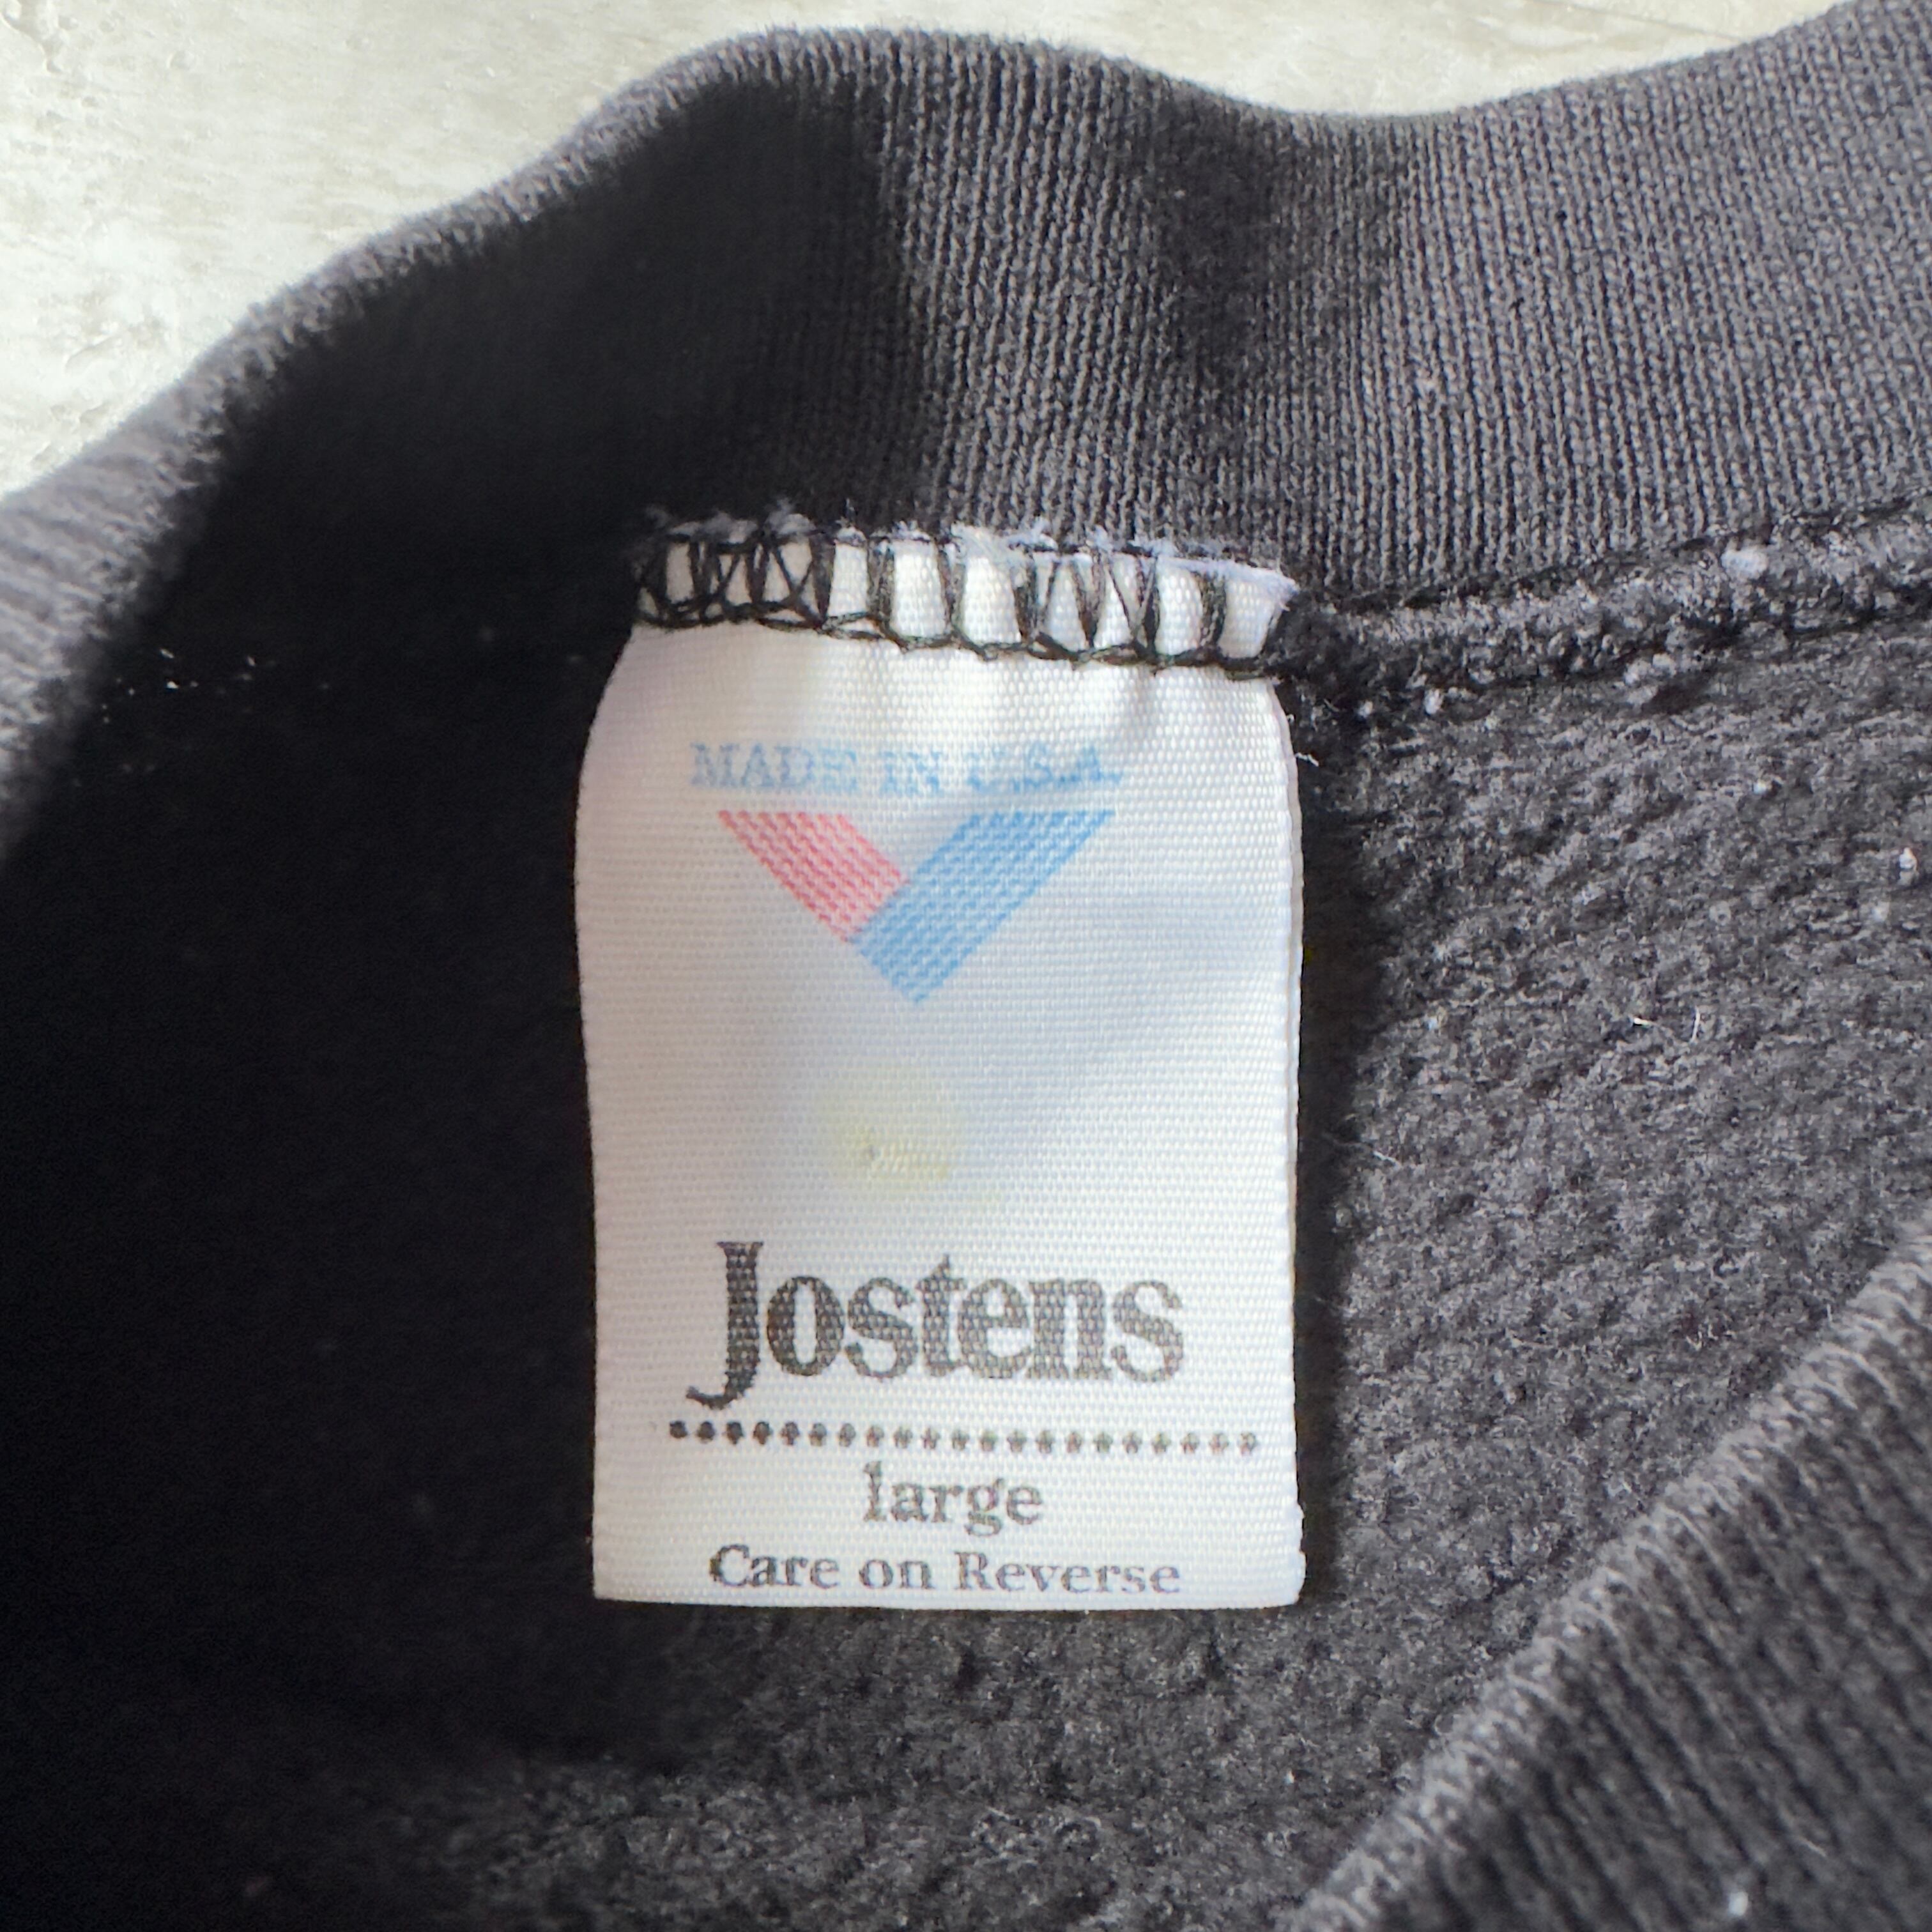 MADE IN U.S.A.
Jostens
large
Care on Reverse